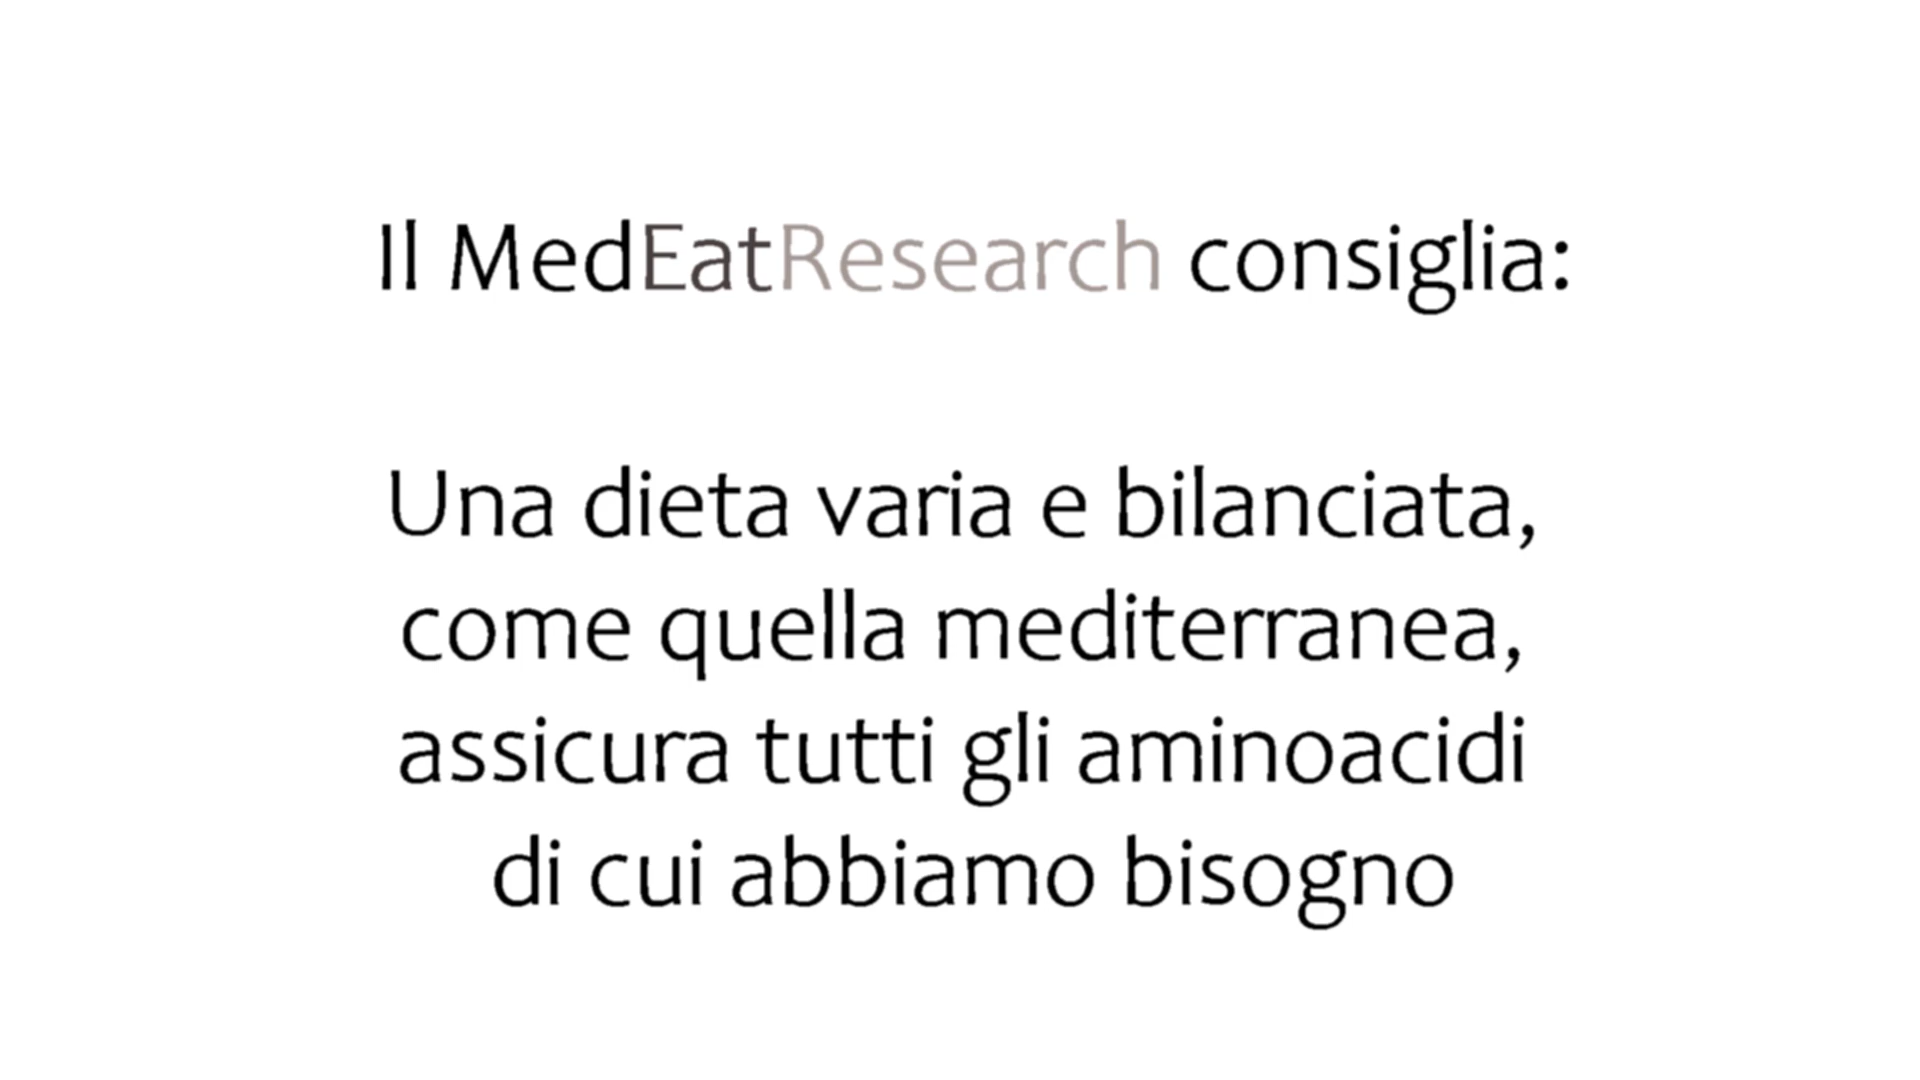 Il MedEatResearch consiglia:
Una dieta varia e bilanciata,
come quella mediterranea,
assicura tutti gli aminoacidi
di cui abbiamo bisogno